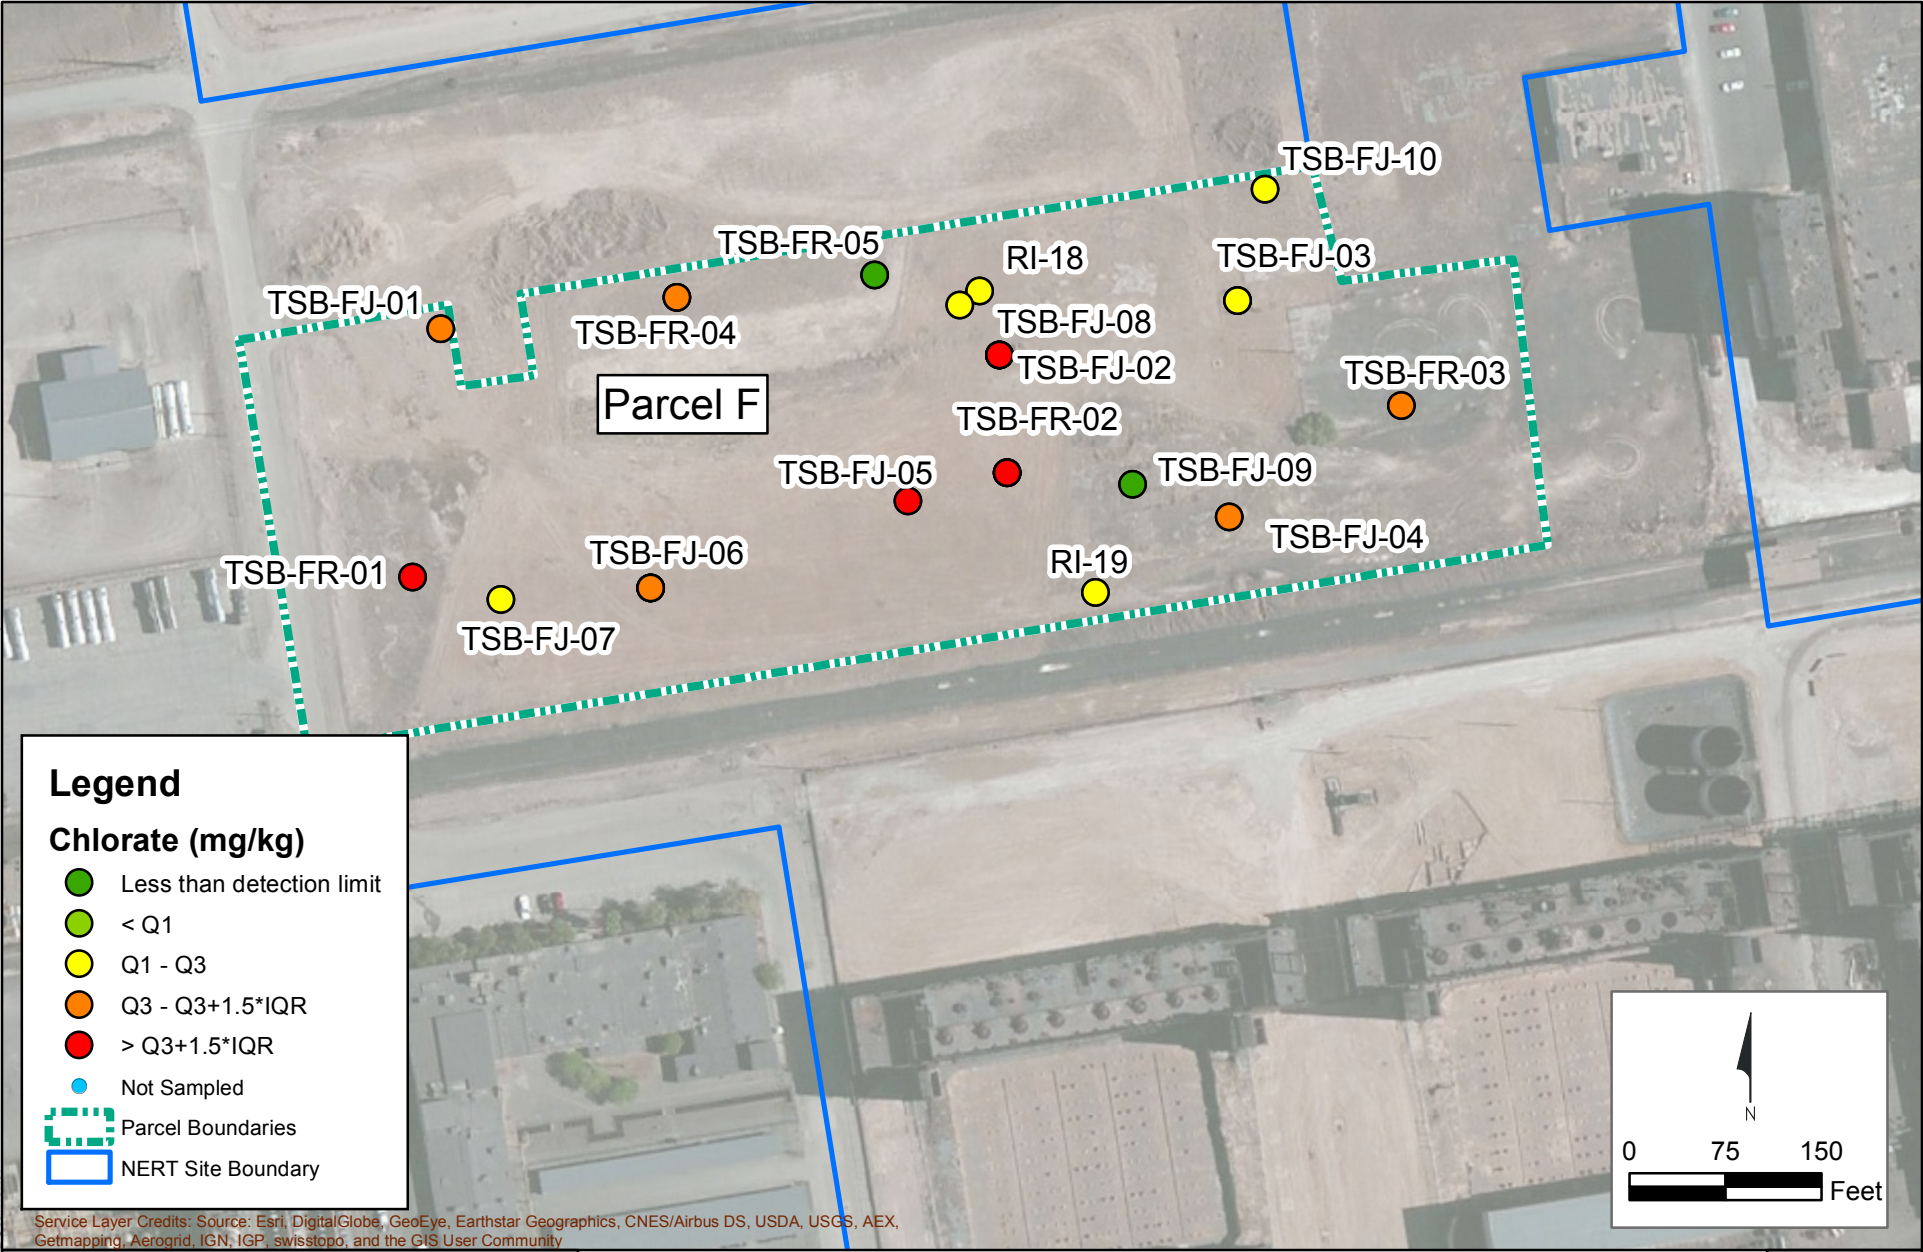 TSB-FJ-10
TSB-FR-05
RI-18
TSB-FJ-03
TSB-FJ-01
TSB-FR-04
TSB-FJ-08
TSB-FJ-02
TSB-FR-03
Parcel F
TSB-FR-02
TSB-FJ-05
TSB-FJ-09
TSB-FJ-04
TSB-FJ-06
RI-19
TSB-FR-01
TSB-FJ-07
Legend
Chlorate (mg/kg)
Less than detection limit
< Q1
Q1 - Q3
Q3 - Q3+1.5*IQR
> Q3+1.5*IQR
Not Sampled
Parcel Boundaries
NERT Site Boundary
N
0 75 150
Feet
Service Layer Credits: Source: Esri, DigitalGlobe, GeoEye, Earthstar Geographics, CNES/Airbus DS, USDA, USGS, AEX,
Getmapping, Aerogrid, IGN, IGP, swisstopo, and the GIS User Community